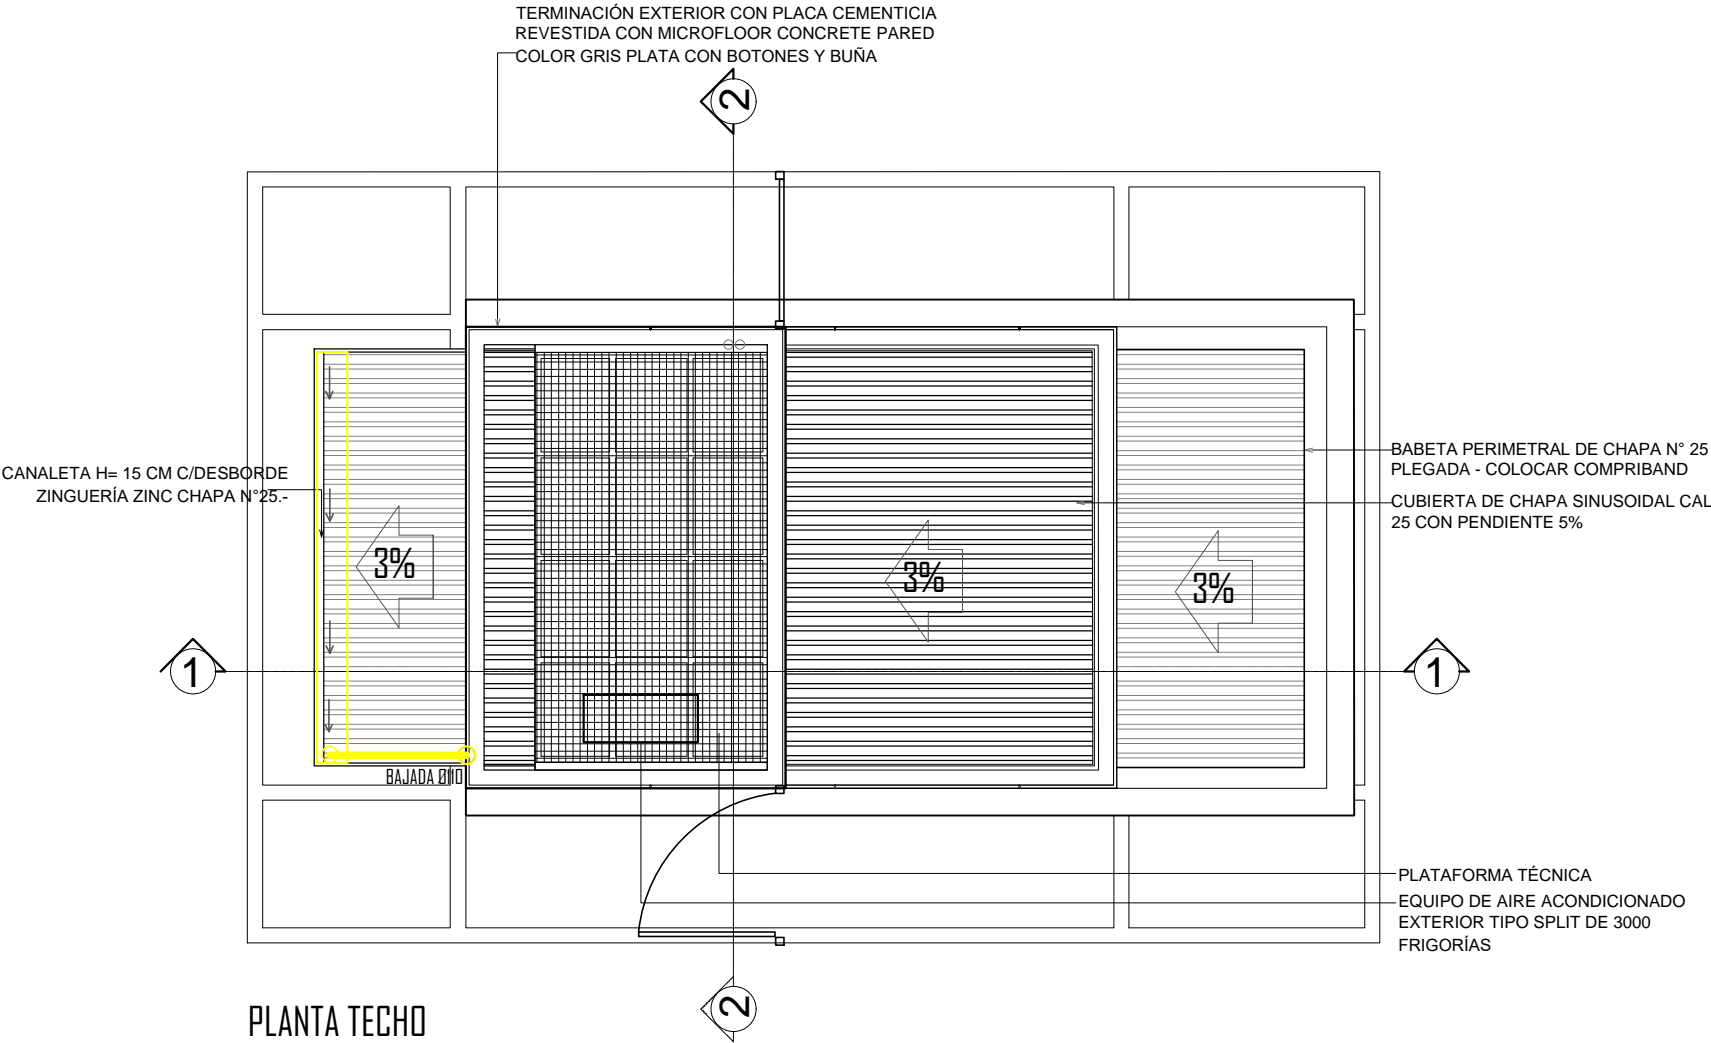 TERMINACIÓN EXTERIOR CON PLACA CEMENTICIA
REVESTIDA CON MICROFLOOR CONCRETE PARED
COLOR GRIS PLATA CON BOTONES Y BUÑA
2
CANALETA H= 15 CM C/DESBORDE
ZINGUERÍA ZINC CHAPA N°25.-
BABETA PERIMETRAL DE CHAPA N° 25
PLEGADA - COLOCAR COMPRIBAND
CUBIERTA DE CHAPA SINUSOIDAL CAL
25 CON PENDIENTE 5%
3%
3%
3%
1
1
BAJADA Ø110
PLATAFORMA TÉCNICA
EQUIPO DE AIRE ACONDICIONADO
EXTERIOR TIPO SPLIT DE 3000
FRIGORÍAS
2
PLANTA TECHO